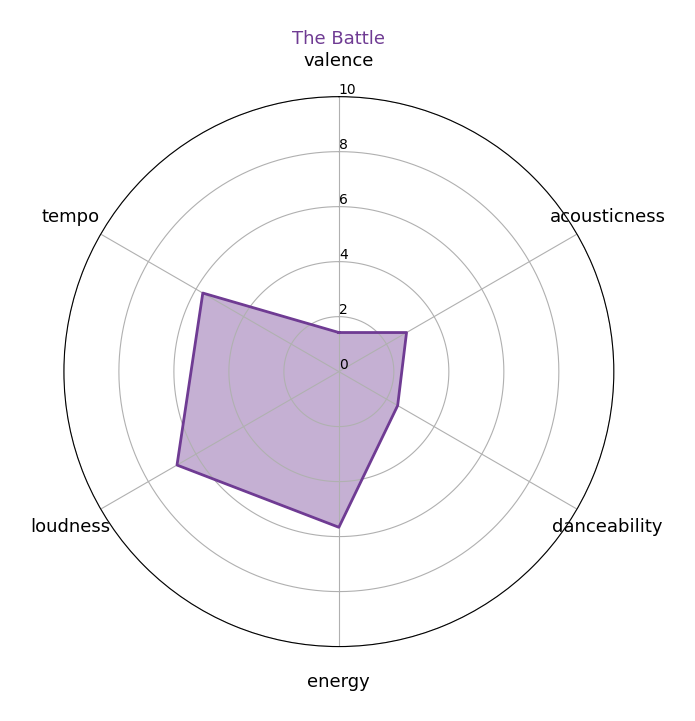 The Battle
valence
10
8
6
4
2
0
tempo
acousticness
loudness
danceability
energy